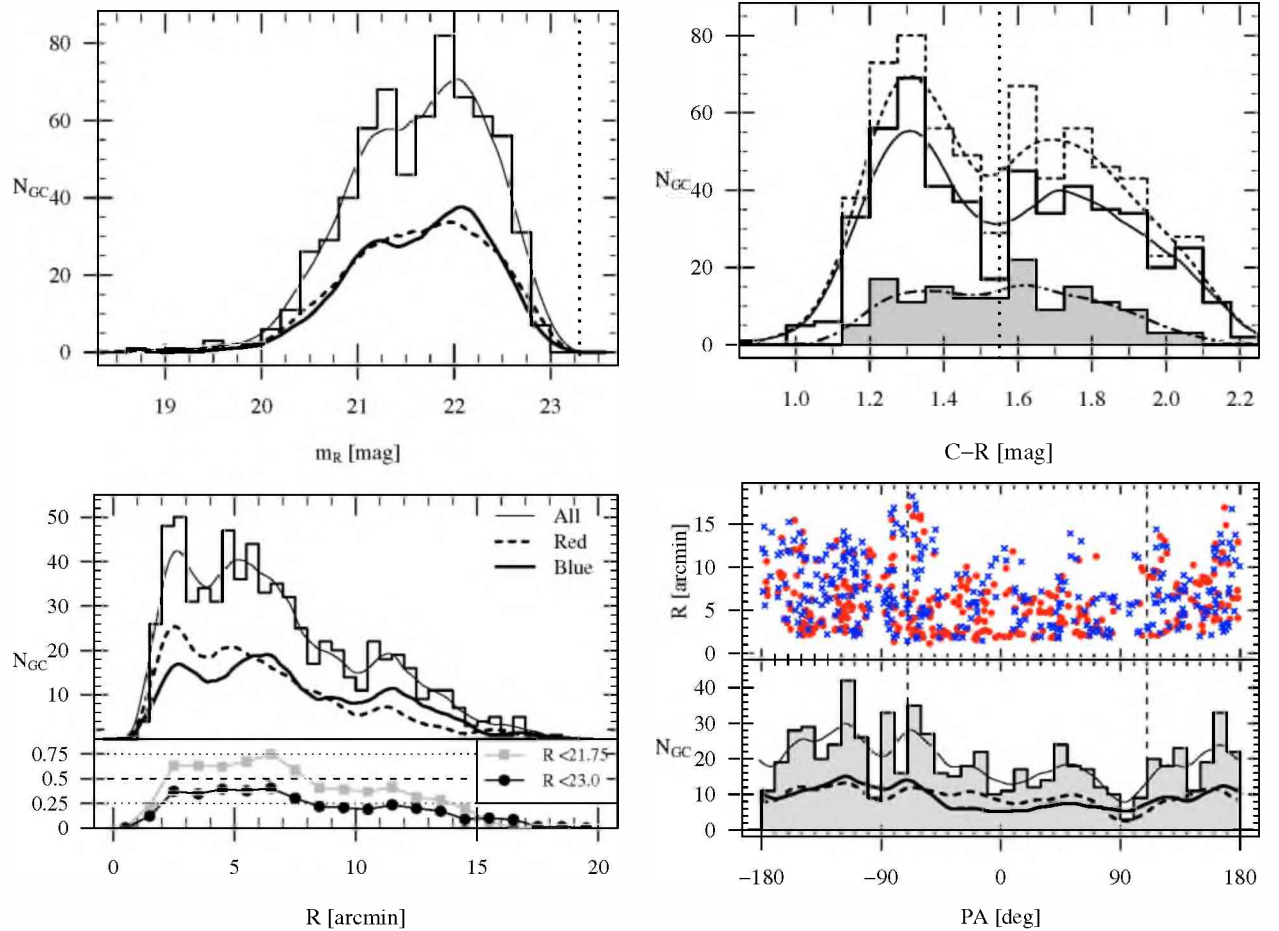 80
60
N_GC 40
20
0
19 20 21 22 23
m_R [mag]
80
60
N_GC 40
20
0
1.0 1.2 1.4 1.6 1.8 2.0 2.2
C−R [mag]
50
40
30
N_GC 20
10
All
Red
Blue
0.75
0.5
0.25
0
R <21.75
R <23.0
0 5 10 15 20
R [arcmin]
15
10
5
0
R [arcmin]
40
30
N_GC 20
10
0
−180 −90 0 90 180
PA [deg]